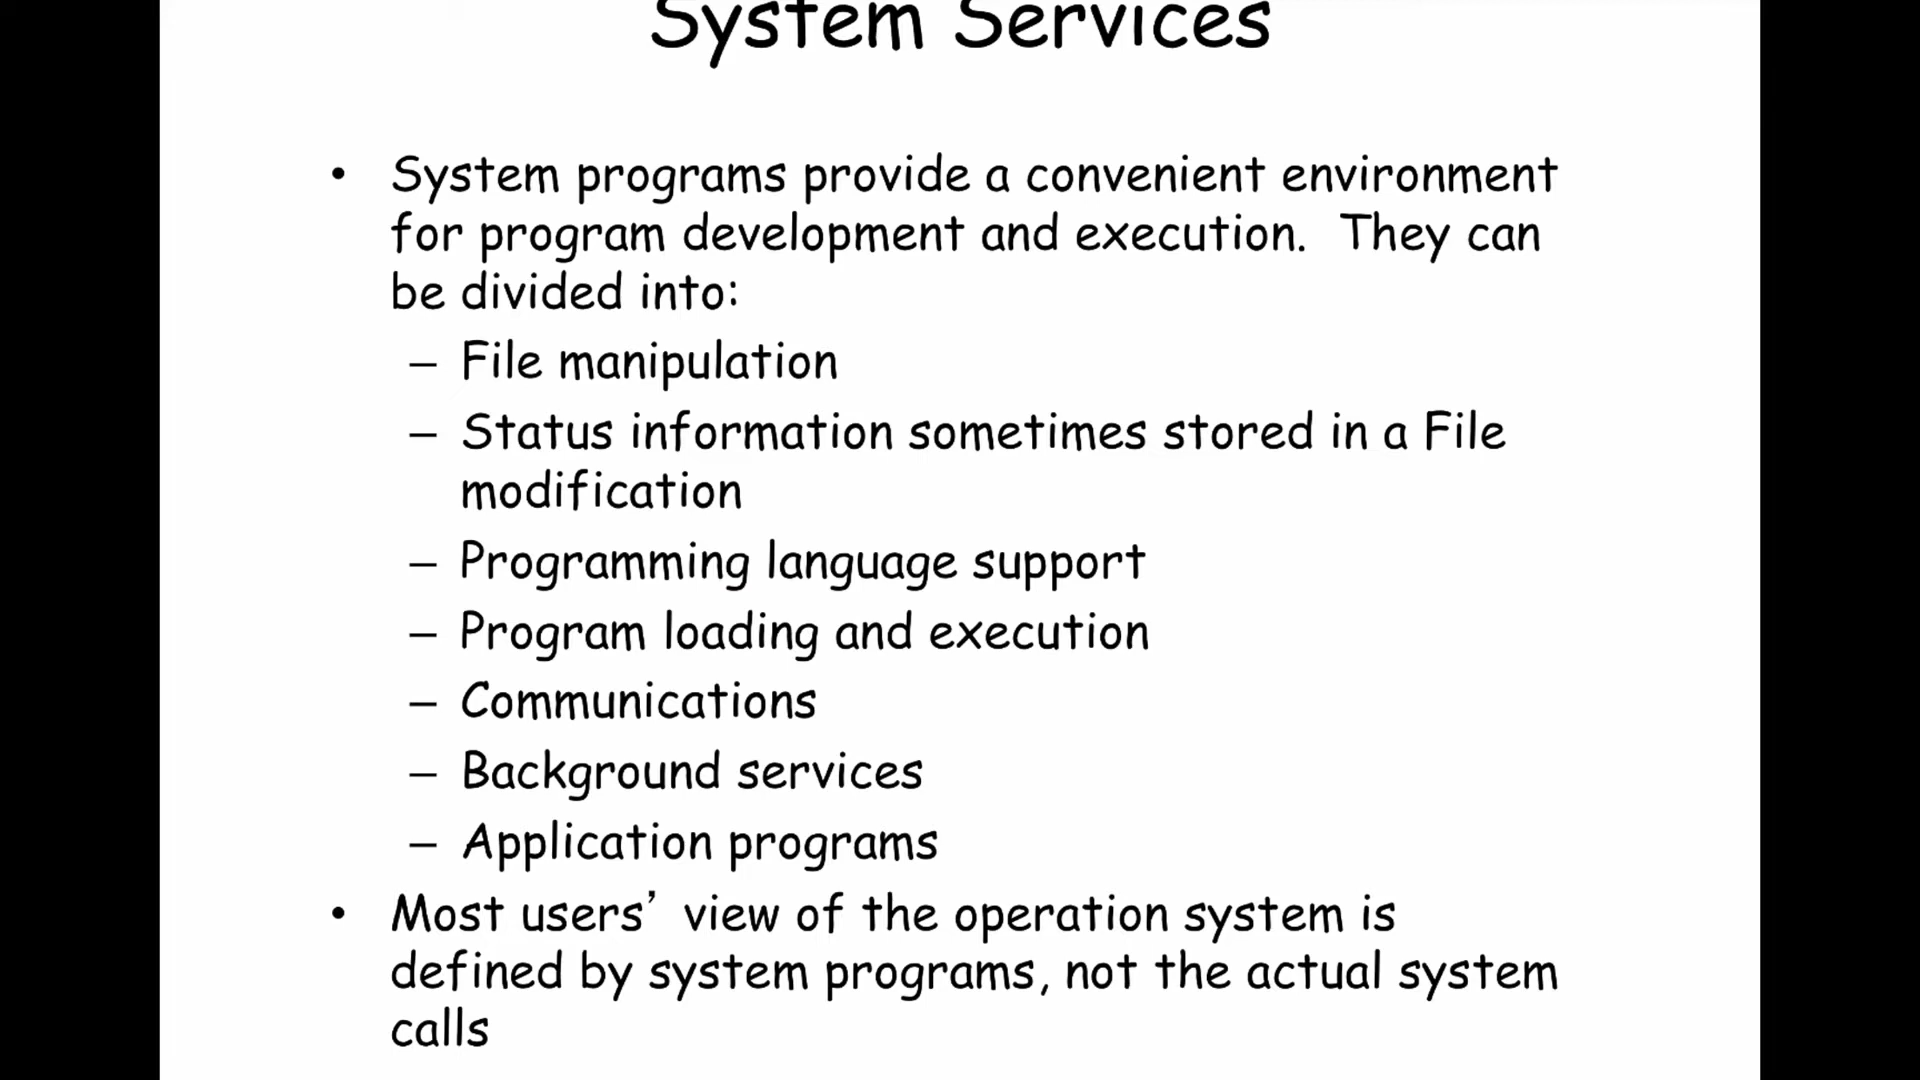 System Services
• System programs provide a convenient environment
for program development and execution. They can
be divided into:
– File manipulation
– Status information sometimes stored in a File
modification
– Programming language support
– Program loading and execution
– Communications
– Background services
– Application programs
• Most users’ view of the operation system is
defined by system programs, not the actual system
calls